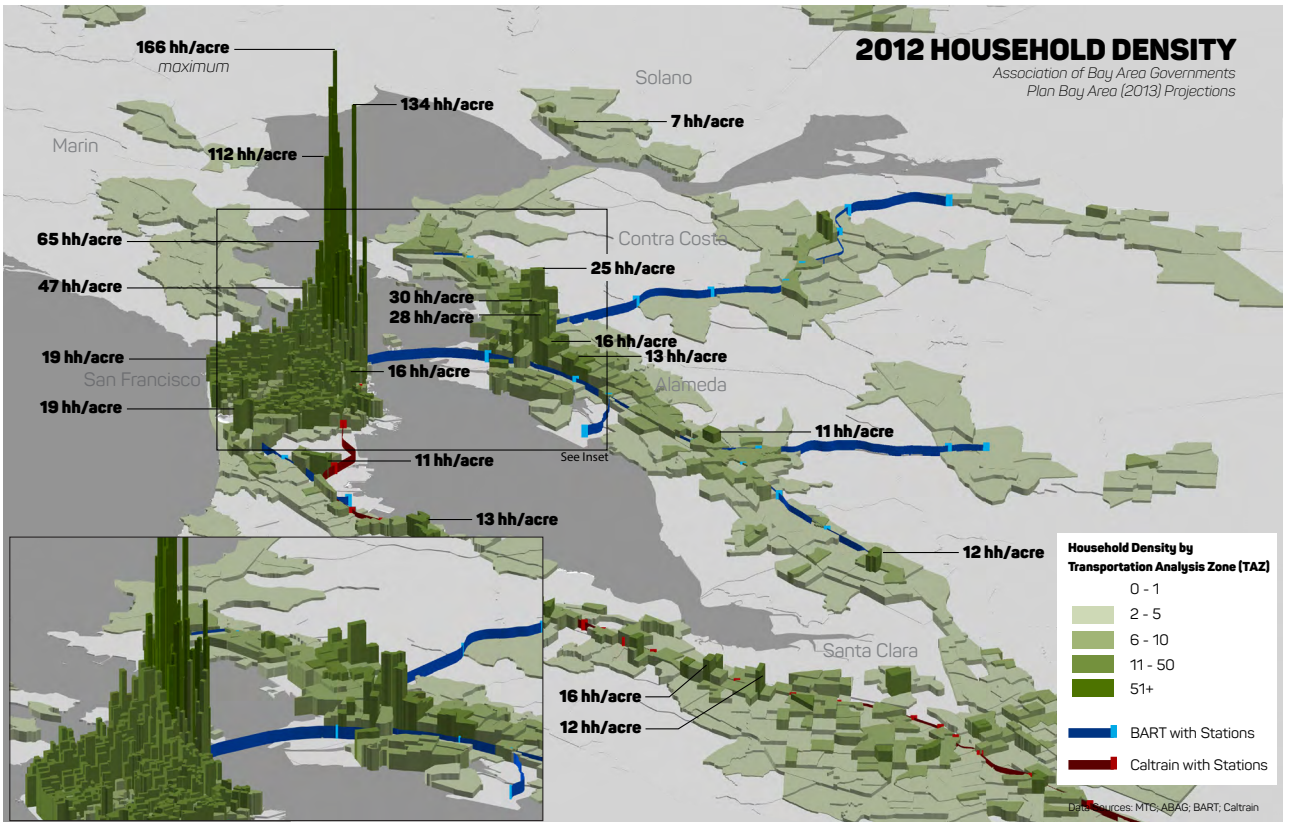 2012 HOUSEHOLD DENSITY
Association of Bay Area Governments
Plan Bay Area (2013) Projections
166 hh/acre
maximum
134 hh/acre
112 hh/acre
65 hh/acre
47 hh/acre
19 hh/acre
19 hh/acre
16 hh/acre
11 hh/acre
13 hh/acre
Marin
Solano
7 hh/acre
Contra Costa
25 hh/acre
30 hh/acre
28 hh/acre
16 hh/acre
13 hh/acre
San Francisco
Alameda
11 hh/acre
See Inset
12 hh/acre
Santa Clara
16 hh/acre
12 hh/acre
Household Density by
Transportation Analysis Zone (TAZ)
0 - 1
2 - 5
6 - 10
11 - 50
51+
BART with Stations
Caltrain with Stations
Data Sources: MTC; ABAG; BART; Caltrain